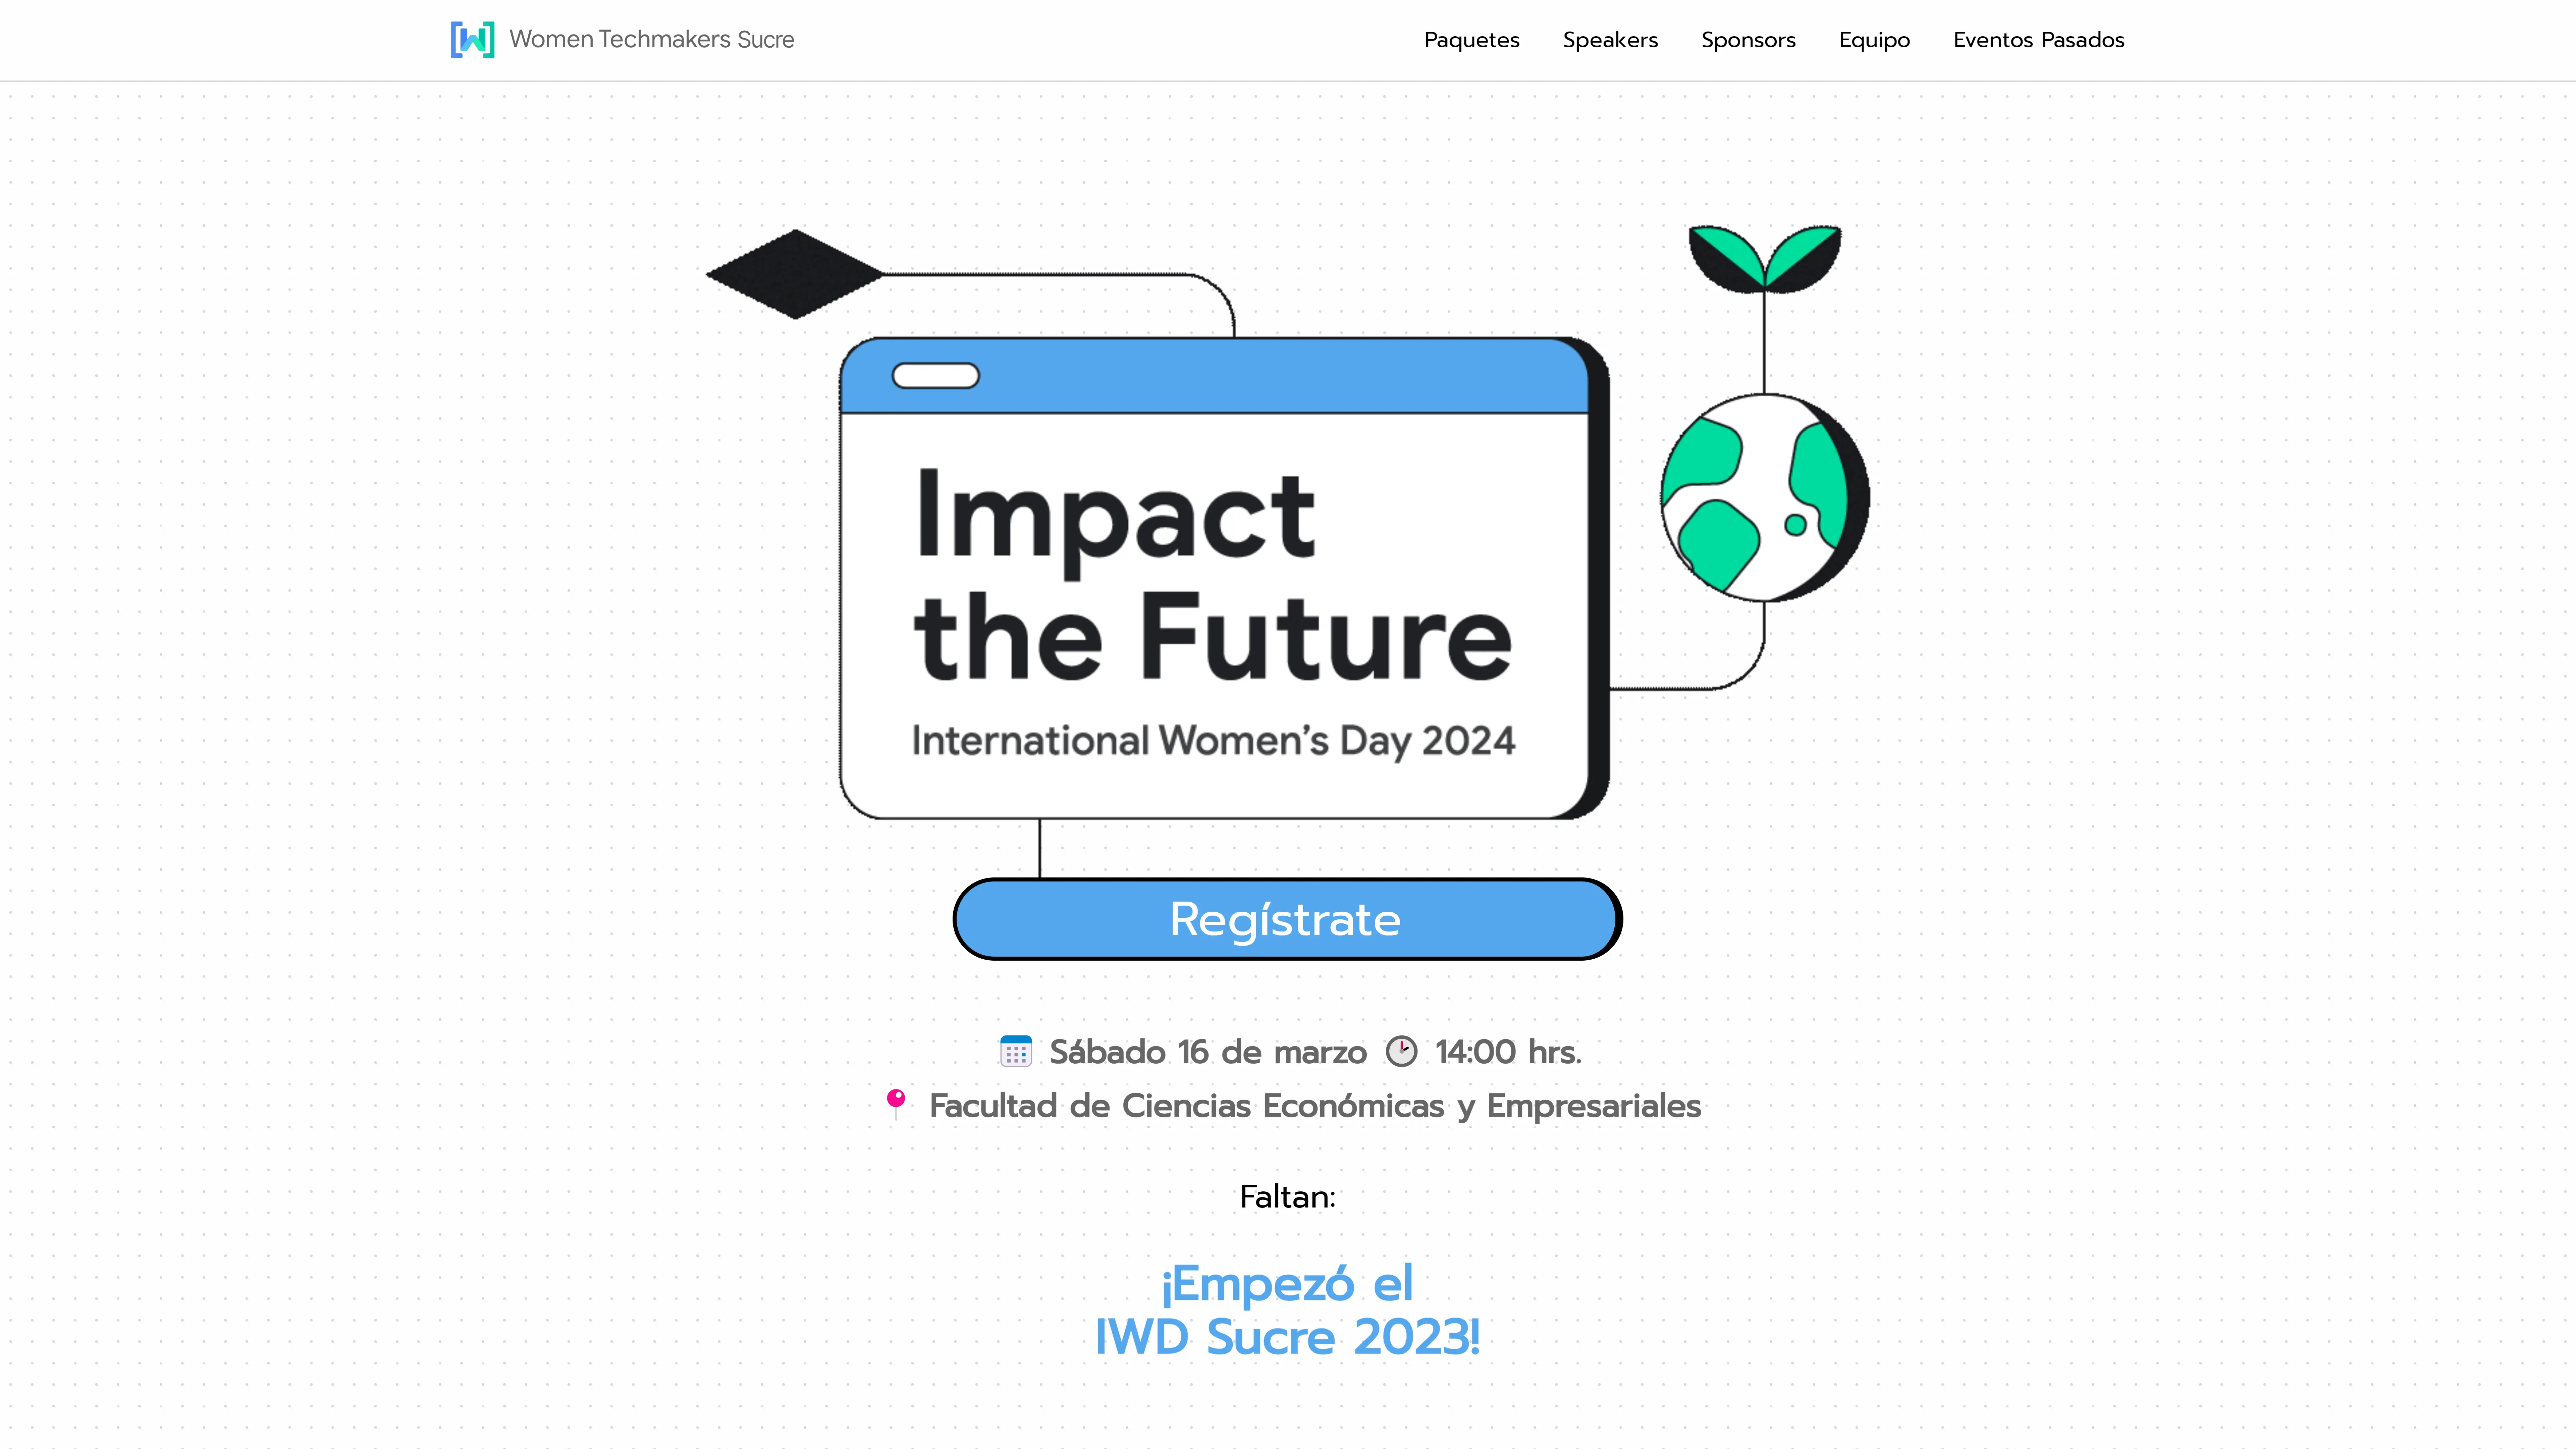 Women Techmakers Sucre
Paquetes Speakers Sponsors Equipo Eventos Pasados
Impact
the Future
International Women's Day 2024
Regístrate
Sábado 16 de marzo 14:00 hrs.
Facultad de Ciencias Económicas y Empresariales
Faltan:
¡Empezó el
IWD Sucre 2023!